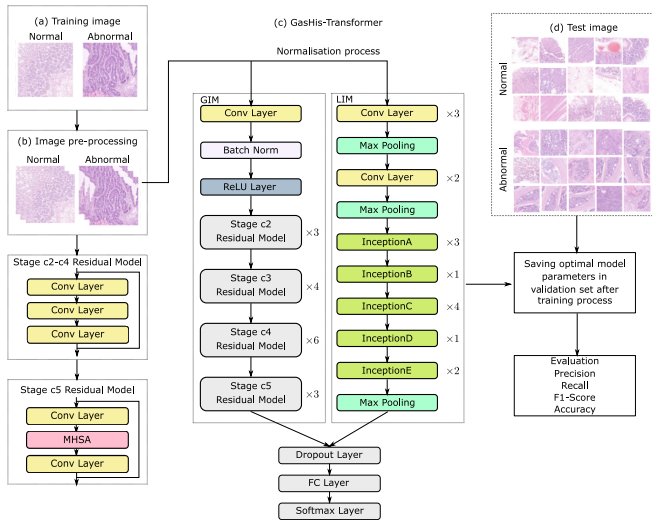 (a) Training image
Normal Abnormal
(b) Image pre-processing
Normal Abnormal
Stage c2-c4 Residual Model
Conv Layer
Conv Layer
Conv Layer
Stage c5 Residual Model
Conv Layer
MHSA
Conv Layer
(c) GasHis-Transformer
Normalisation process
GIM
Conv Layer
Batch Norm
ReLU Layer
Stage c2
Residual Model
×3
Stage c3
Residual Model
×4
Stage c4
Residual Model
×6
Stage c5
Residual Model
×3
LIM
Conv Layer ×3
Max Pooling
Conv Layer ×2
Max Pooling
InceptionA ×3
InceptionB ×1
InceptionC ×4
InceptionD ×1
InceptionE ×2
Max Pooling
Dropout Layer
FC Layer
Softmax Layer
(d) Test image
Normal
Abnormal
Saving optimal model
parameters in
validation set after
training process
Evaluation
Precision
Recall
F1-Score
Accuracy